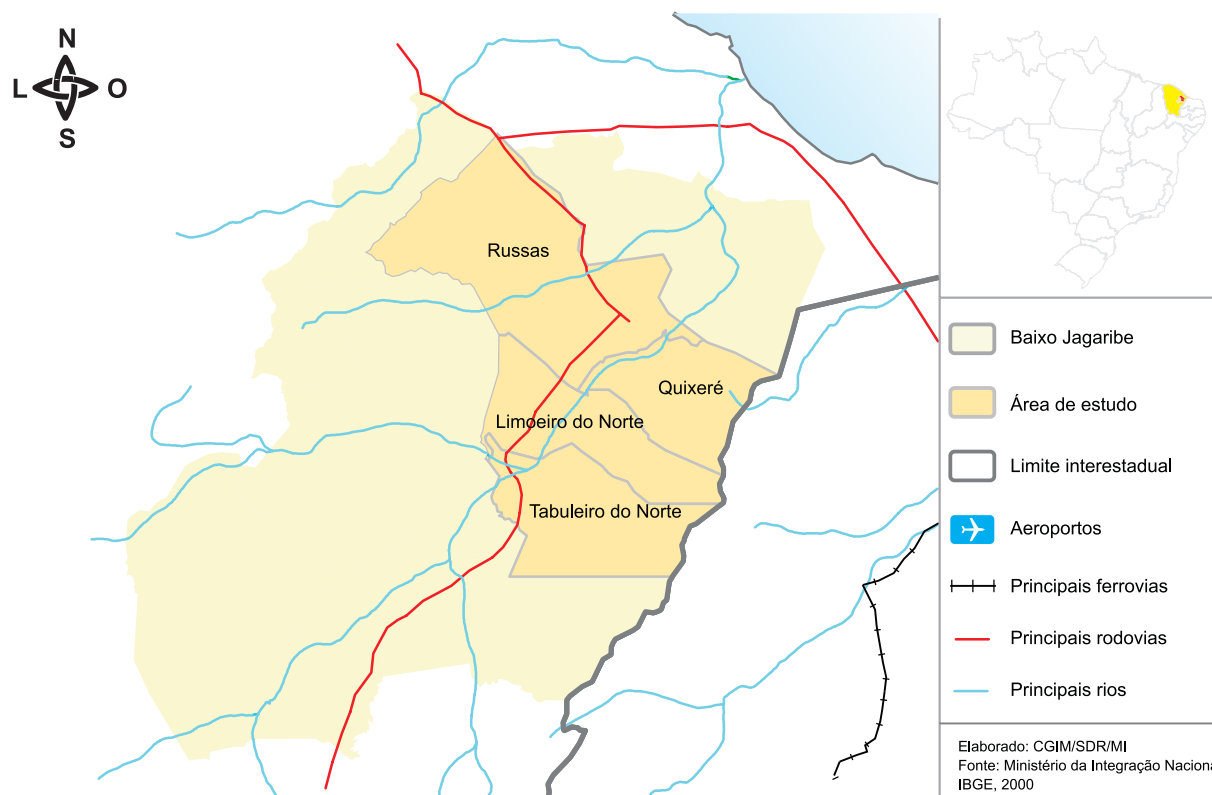 N
L O
S
Russas
Quixeré
Limoeiro do Norte
Tabuleiro do Norte
Baixo Jagaribe
Área de estudo
Limite interestadual
Aeroportos
Principais ferrovias
Principais rodovias
Principais rios
Elaborado: CGIM/SDR/MI
Fonte: Ministério da Integração Naciona
IBGE, 2000